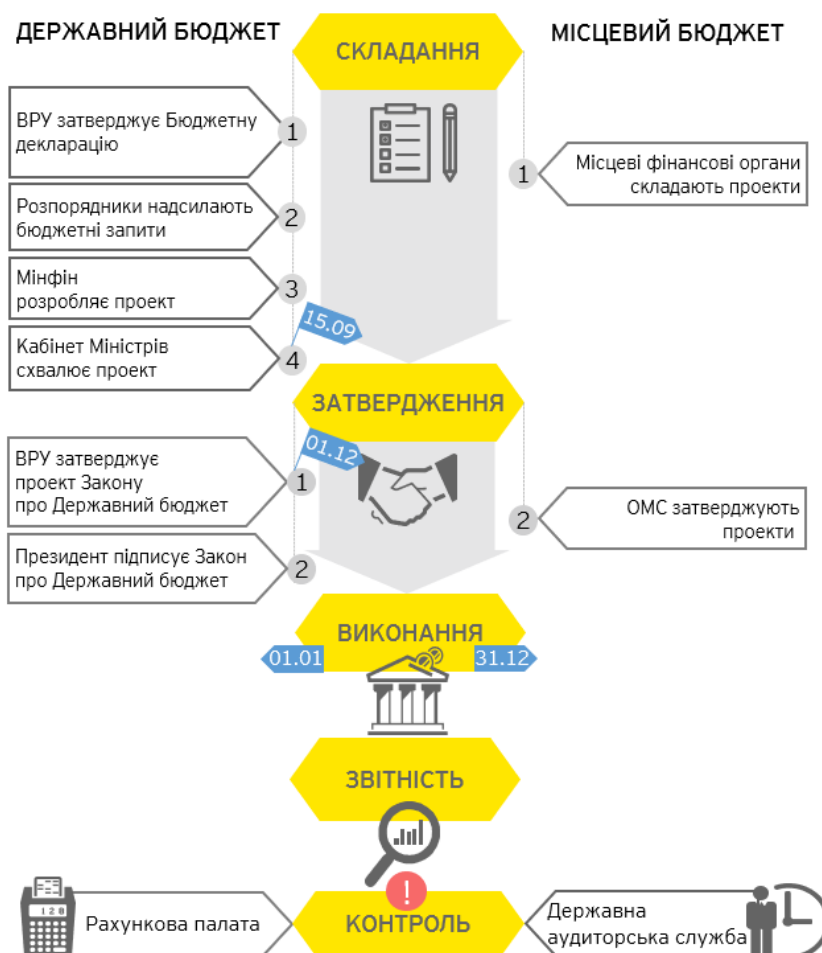 ДЕРЖАВНИЙ БЮДЖЕТ
МІСЦЕВИЙ БЮДЖЕТ
СКЛАДАННЯ
ВРУ затверджує Бюджетну
декларацію
1
Розпорядники надсилають
бюджетні запити
2
Мінфін
розробляє проект
3
Кабінет Міністрів
схвалює проект
4
15.09
1
Місцеві фінансові органи
складають проекти
ЗАТВЕРДЖЕННЯ
01.12
ВРУ затверджує
проект Закону
про Державний бюджет
1
Президент підписує Закон
про Державний бюджет
2
2
ОМС затверджують
проекти
ВИКОНАННЯ
01.01
31.12
ЗВІТНІСТЬ
!
КОНТРОЛЬ
128
Рахункова палата
Державна
аудиторська служба